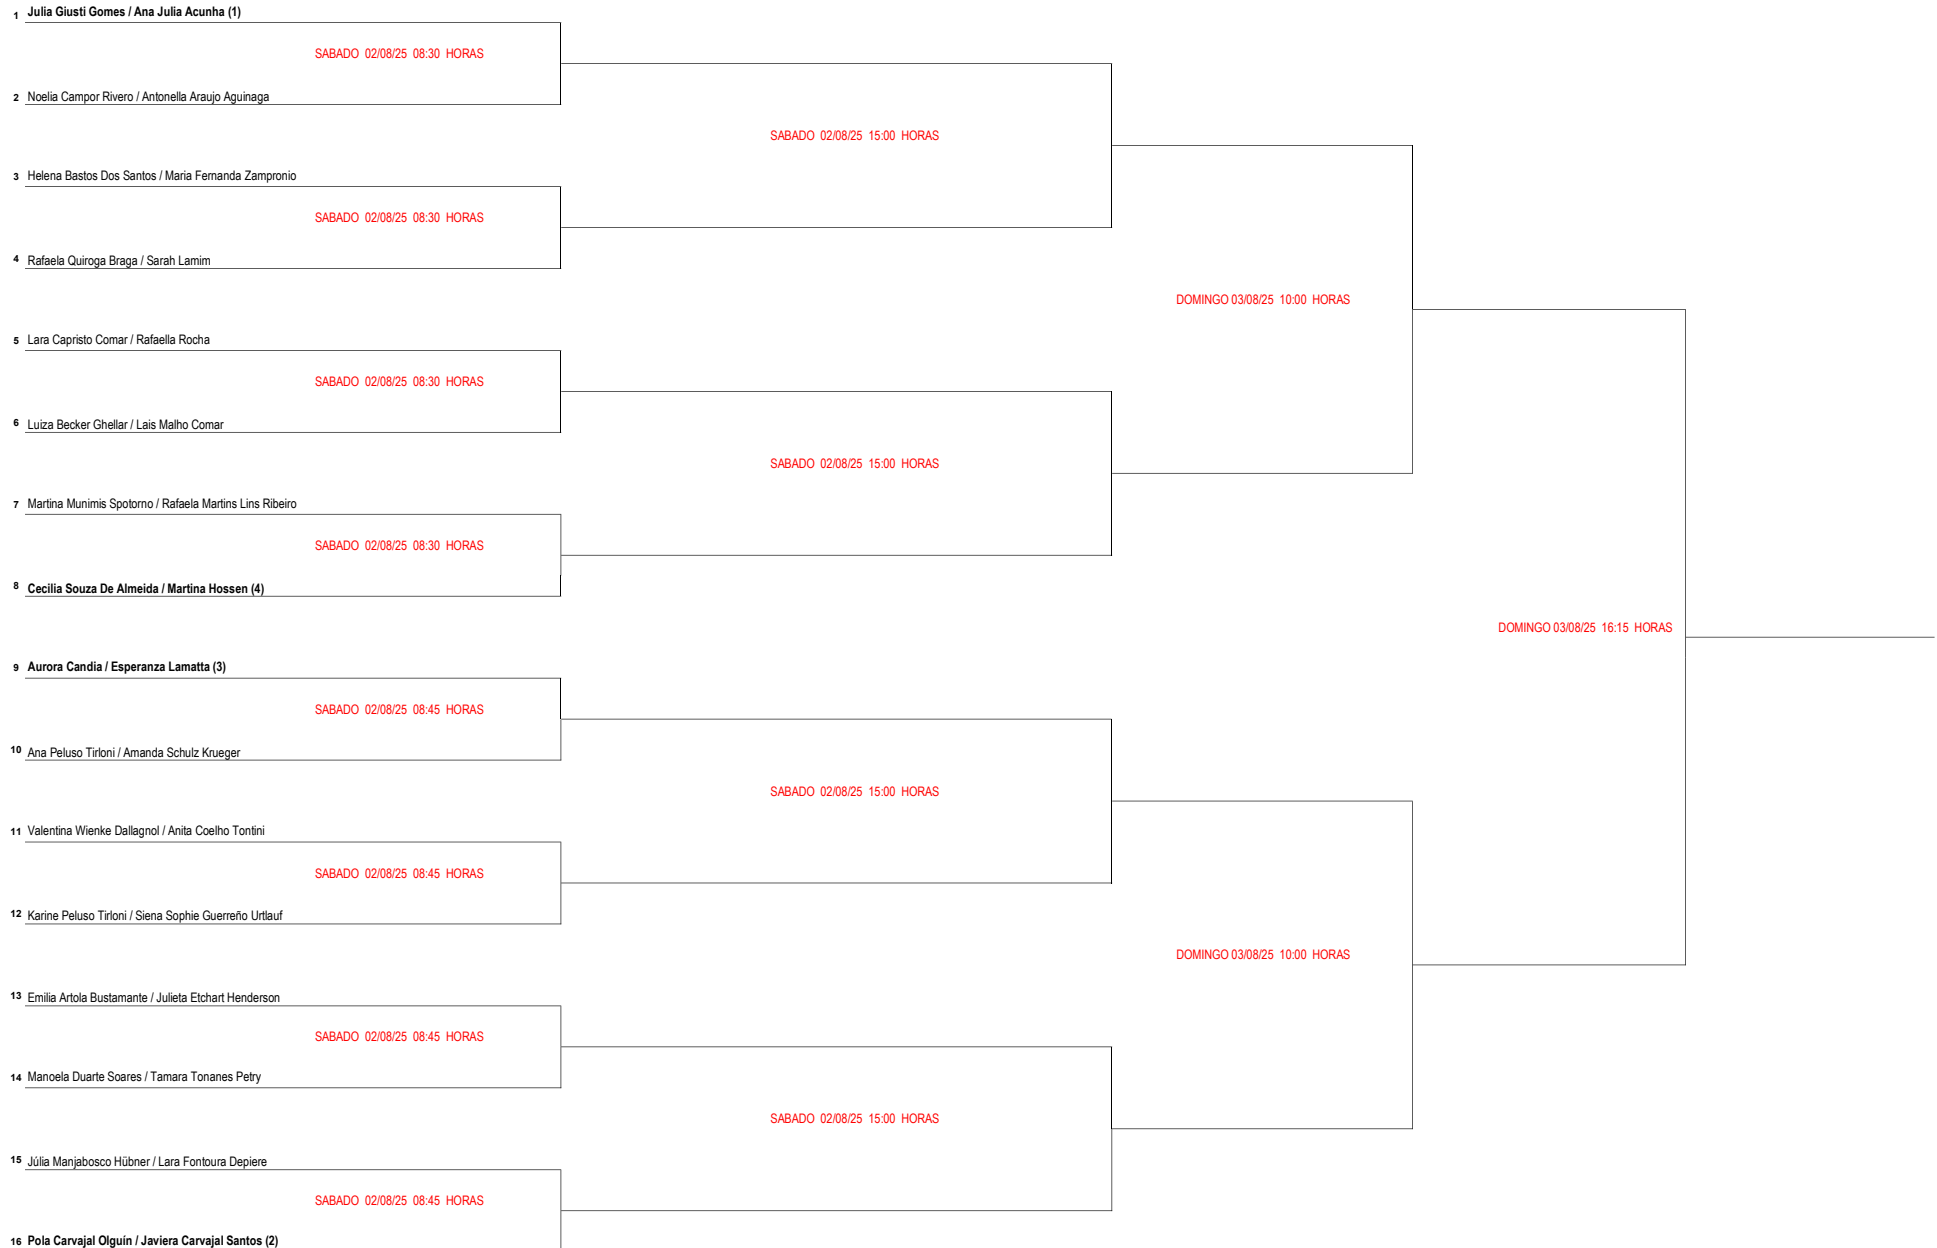 1 Julia Giusti Gomes / Ana Julia Acunha (1)
SABADO 02/08/25 08:30 HORAS
2 Noelia Campor Rivero / Antonella Araujo Aguinaga
SABADO 02/08/25 15:00 HORAS
3 Helena Bastos Dos Santos / Maria Fernanda Zampronio
SABADO 02/08/25 08:30 HORAS
4 Rafaela Quiroga Braga / Sarah Lamim
DOMINGO 03/08/25 10:00 HORAS
5 Lara Capristo Comar / Rafaella Rocha
SABADO 02/08/25 08:30 HORAS
6 Luiza Becker Ghellar / Lais Malho Comar
SABADO 02/08/25 15:00 HORAS
7 Martina Munimis Spotorno / Rafaela Martins Lins Ribeiro
SABADO 02/08/25 08:30 HORAS
8 Cecilia Souza De Almeida / Martina Hossen (4)
DOMINGO 03/08/25 16:15 HORAS
9 Aurora Candia / Esperanza Lamatta (3)
SABADO 02/08/25 08:45 HORAS
10 Ana Peluso Tirloni / Amanda Schulz Krueger
SABADO 02/08/25 15:00 HORAS
11 Valentina Wienke Dallagnol / Anita Coelho Tontini
SABADO 02/08/25 08:45 HORAS
12 Karine Peluso Tirloni / Siena Sophie Guerreño Urtlauf
DOMINGO 03/08/25 10:00 HORAS
13 Emilia Artola Bustamante / Julieta Etchart Henderson
SABADO 02/08/25 08:45 HORAS
14 Manoela Duarte Soares / Tamara Tonanes Petry
SABADO 02/08/25 15:00 HORAS
15 Júlia Manjabosco Hübner / Lara Fontoura Depiere
SABADO 02/08/25 08:45 HORAS
16 Pola Carvajal Olguín / Javiera Carvajal Santos (2)